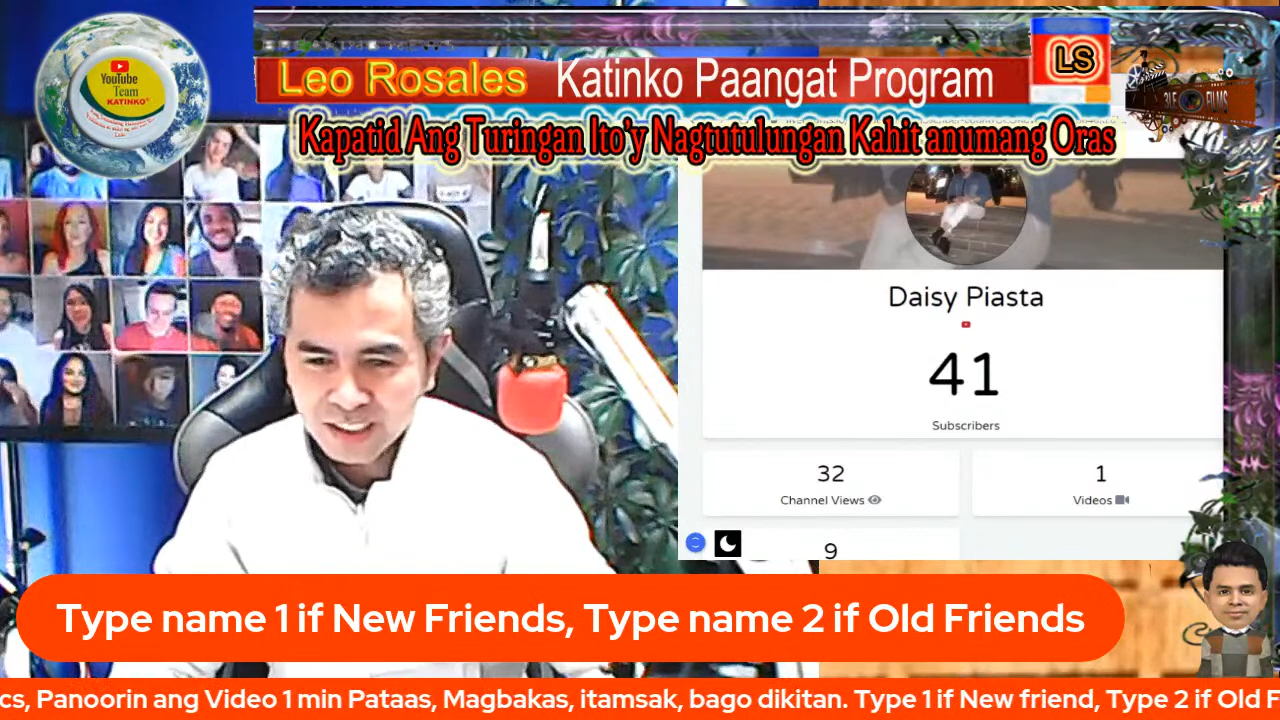 YouTube
Team
KATINKO
Leo Rosales Katinko Paangat Program
LS
3LF FILMS
Kapatid Ang Turingan Ito'y Nagtutulungan Kahit anumang Oras
Daisy Piasta
41
Subscribers
32
Channel Views
1
Videos
9
Type name 1 if New Friends, Type name 2 if Old Friends
cs, Panoorin ang Video 1 min Pataas, Magbakas, itamsak, bago dikitan. Type 1 if New friend, Type 2 if Old F